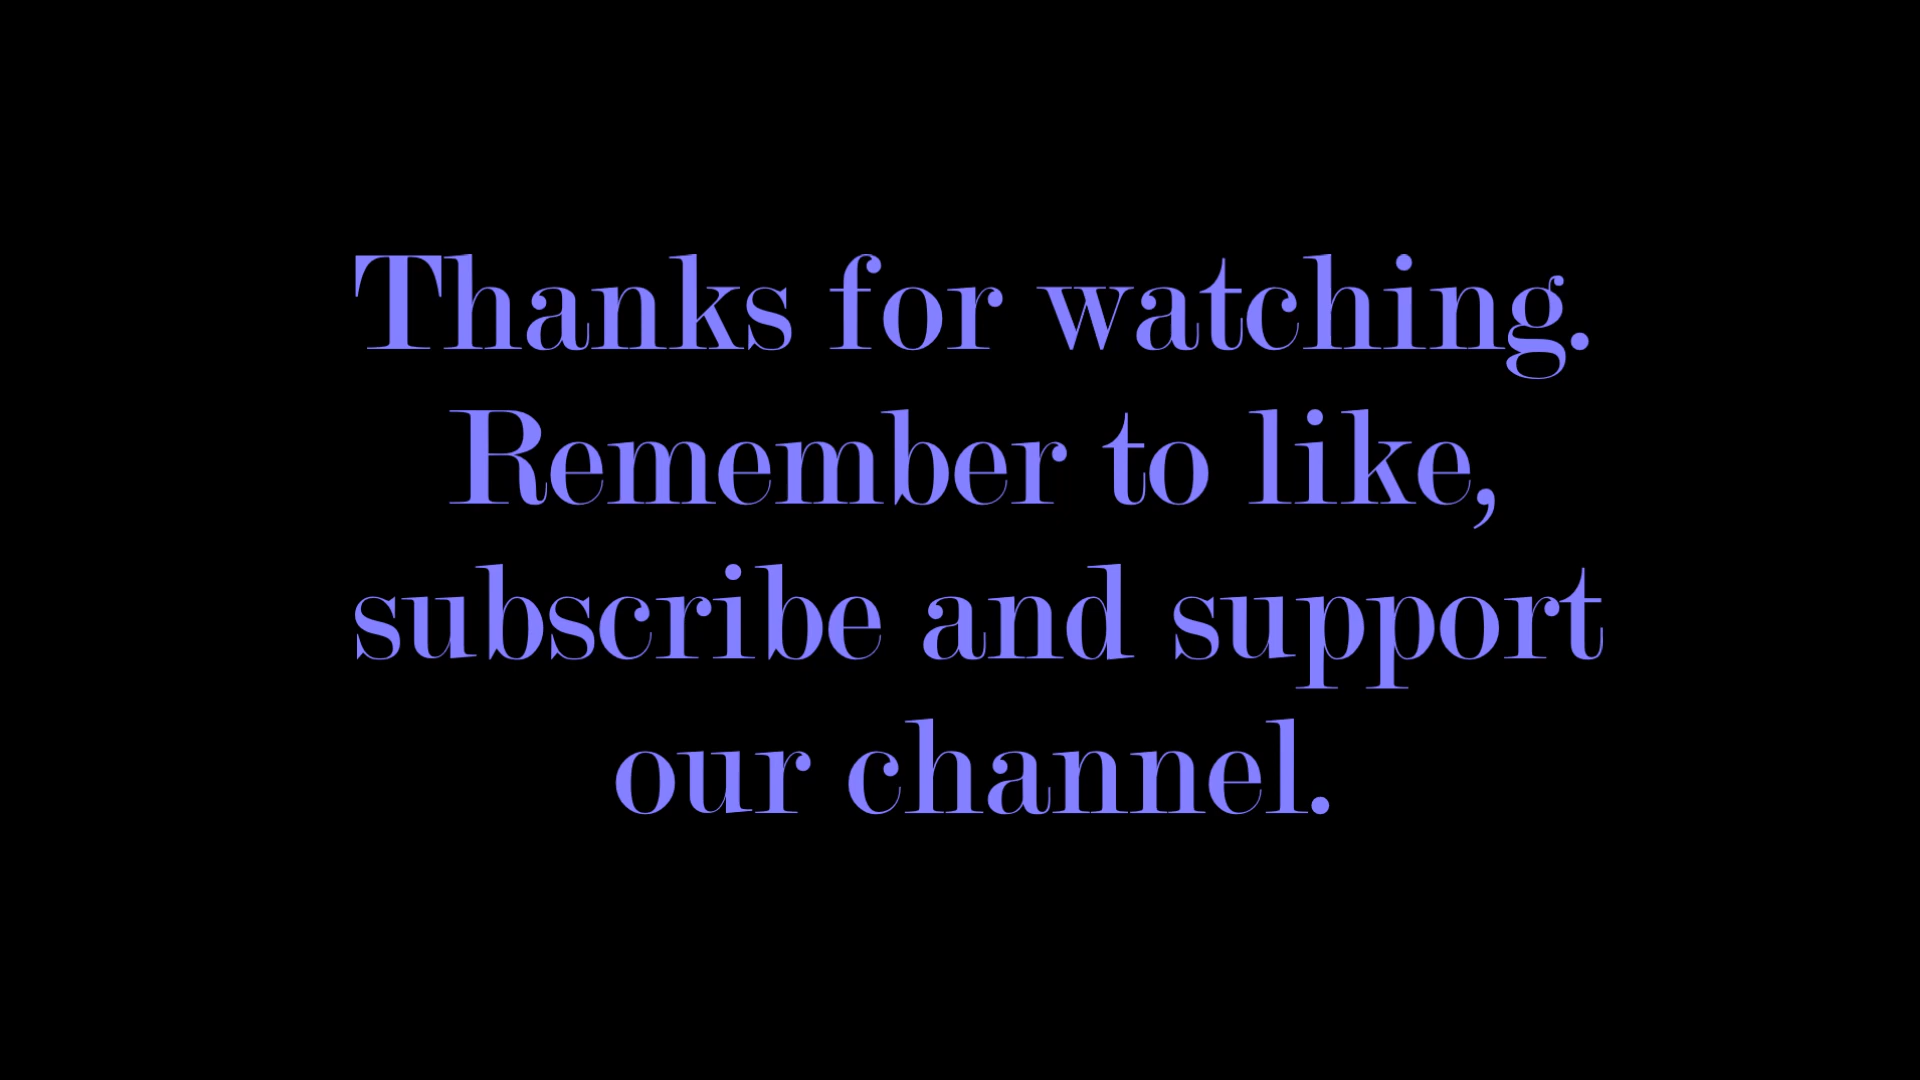 Thanks for watching.
Remember to like,
subscribe and support
our channel.